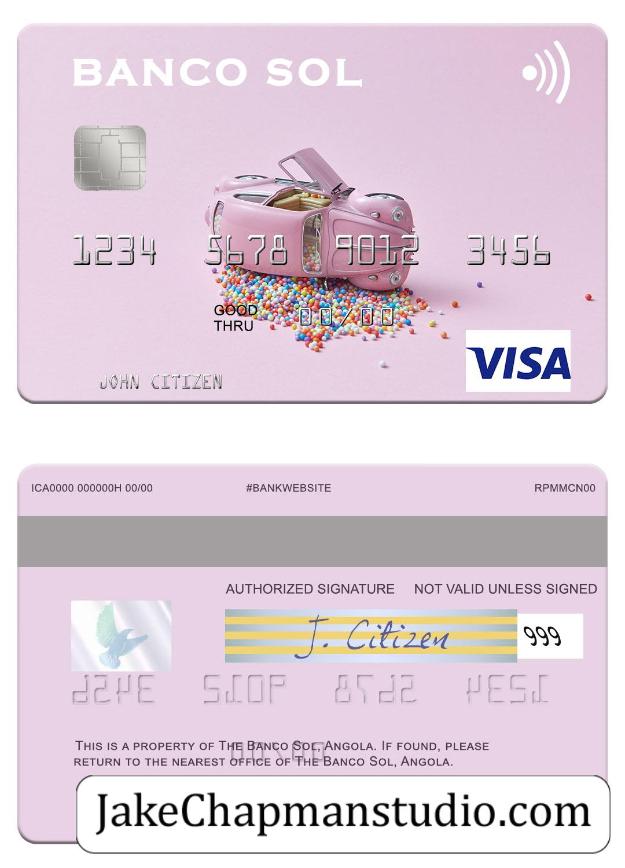 BANCO SOL
1234 5678 9012 3456
GOOD THRU 00/00
JOHN CITIZEN
VISA
ICA0000 000000H 00/00 #BANKWEBSITE RPMMCN00
AUTHORIZED SIGNATURE NOT VALID UNLESS SIGNED
J. Citizen 999
THIS IS A PROPERTY OF THE BANCO SOL, ANGOLA. IF FOUND, PLEASE
RETURN TO THE NEAREST OFFICE OF THE BANCO SOL, ANGOLA.
JakeChapmanstudio.com